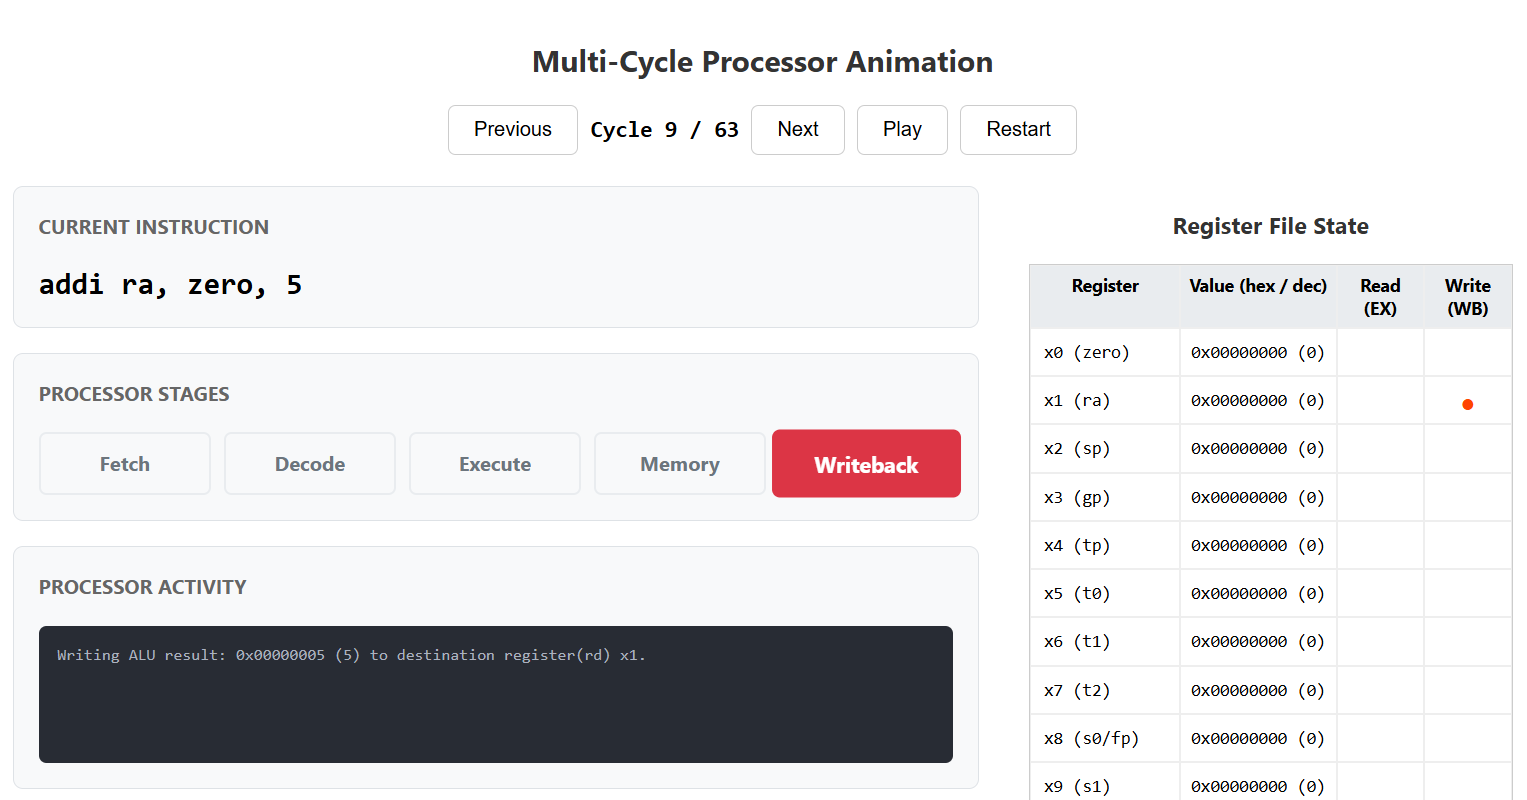 Multi-Cycle Processor Animation
Previous Cycle 9 / 63 Next Play Restart
CURRENT INSTRUCTION
addi ra, zero, 5
PROCESSOR STAGES
Fetch Decode Execute Memory Writeback
PROCESSOR ACTIVITY
Writing ALU result: 0x00000005 (5) to destination register(rd) x1.
Register File State
Register Value (hex / dec) Read (EX) Write (WB)
x0 (zero) 0x00000000 (0)
x1 (ra) 0x00000000 (0)
x2 (sp) 0x00000000 (0)
x3 (gp) 0x00000000 (0)
x4 (tp) 0x00000000 (0)
x5 (t0) 0x00000000 (0)
x6 (t1) 0x00000000 (0)
x7 (t2) 0x00000000 (0)
x8 (s0/fp) 0x00000000 (0)
x9 (s1) 0x00000000 (0)